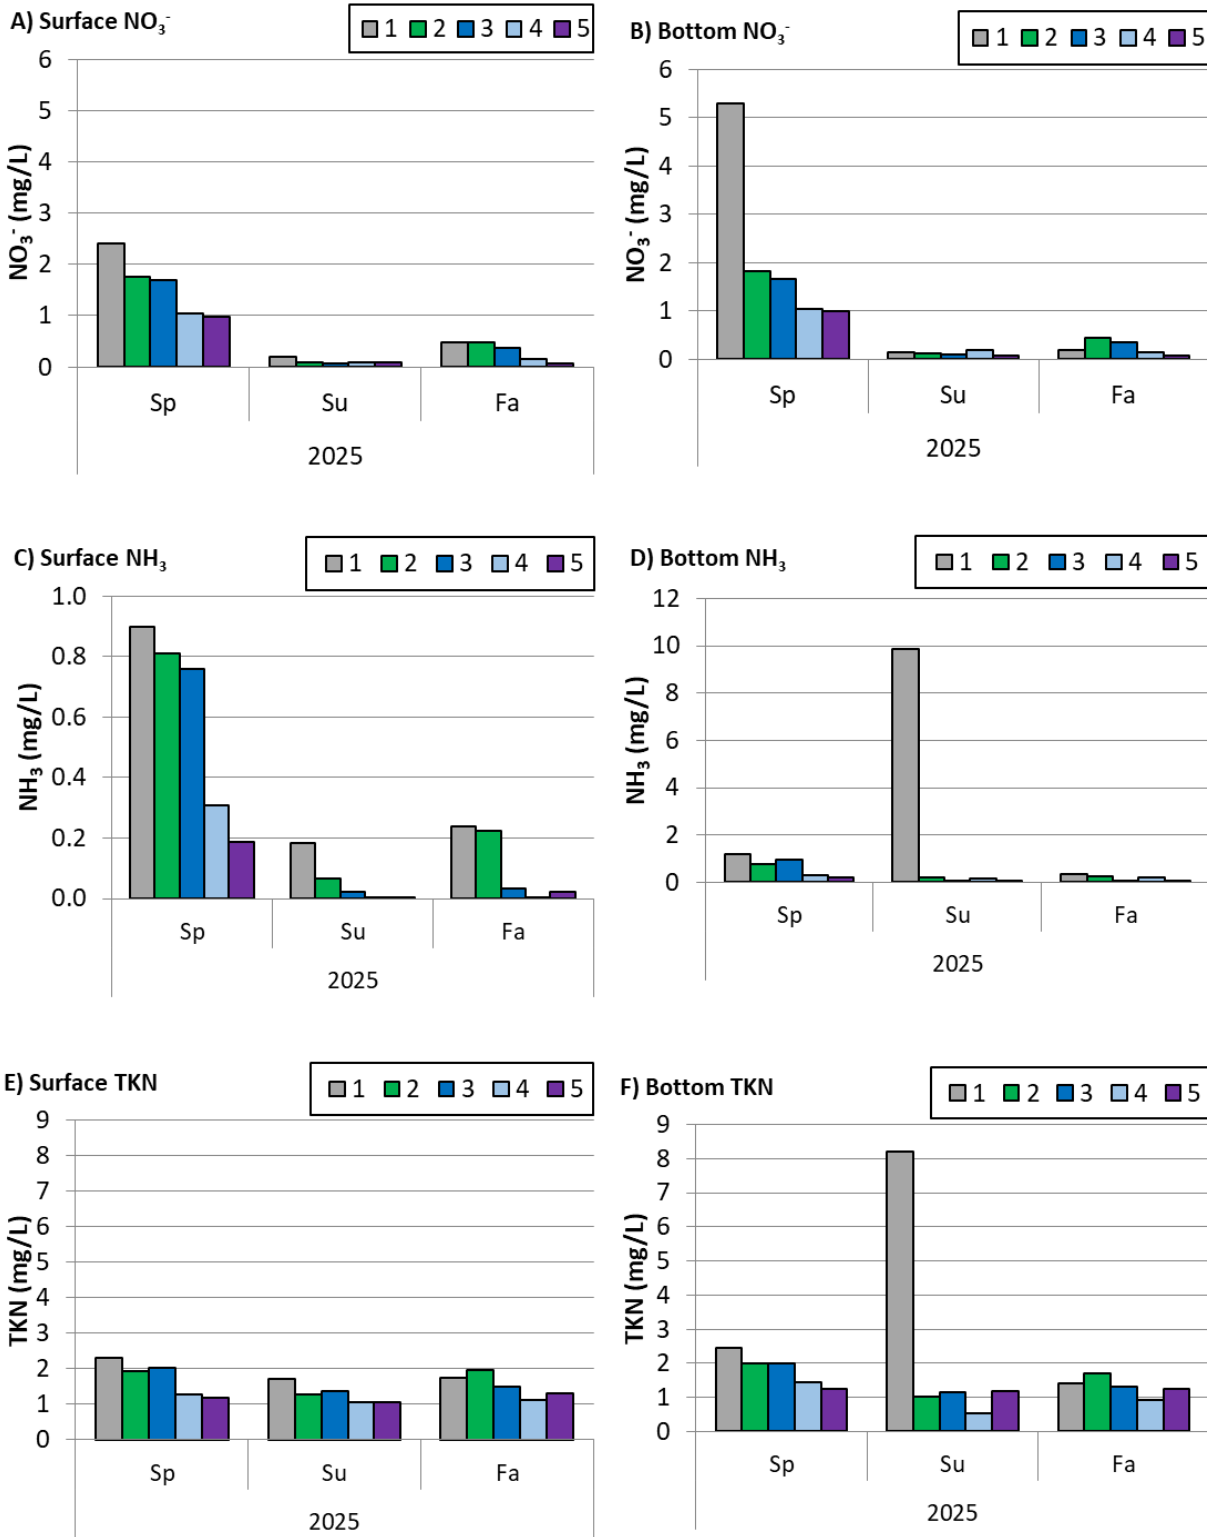 A) Surface NO₃⁻
1 2 3 4 5
NO₃⁻ (mg/L)
6
5
4
3
2
1
0
Sp Su Fa
2025
B) Bottom NO₃⁻
1 2 3 4 5
NO₃⁻ (mg/L)
6
5
4
3
2
1
0
Sp Su Fa
2025
C) Surface NH₃
1 2 3 4 5
NH₃ (mg/L)
1.0
0.8
0.6
0.4
0.2
0.0
Sp Su Fa
2025
D) Bottom NH₃
1 2 3 4 5
NH₃ (mg/L)
12
10
8
6
4
2
0
Sp Su Fa
2025
E) Surface TKN
1 2 3 4 5
TKN (mg/L)
9
8
7
6
5
4
3
2
1
0
Sp Su Fa
2025
F) Bottom TKN
1 2 3 4 5
TKN (mg/L)
9
8
7
6
5
4
3
2
1
0
Sp Su Fa
2025